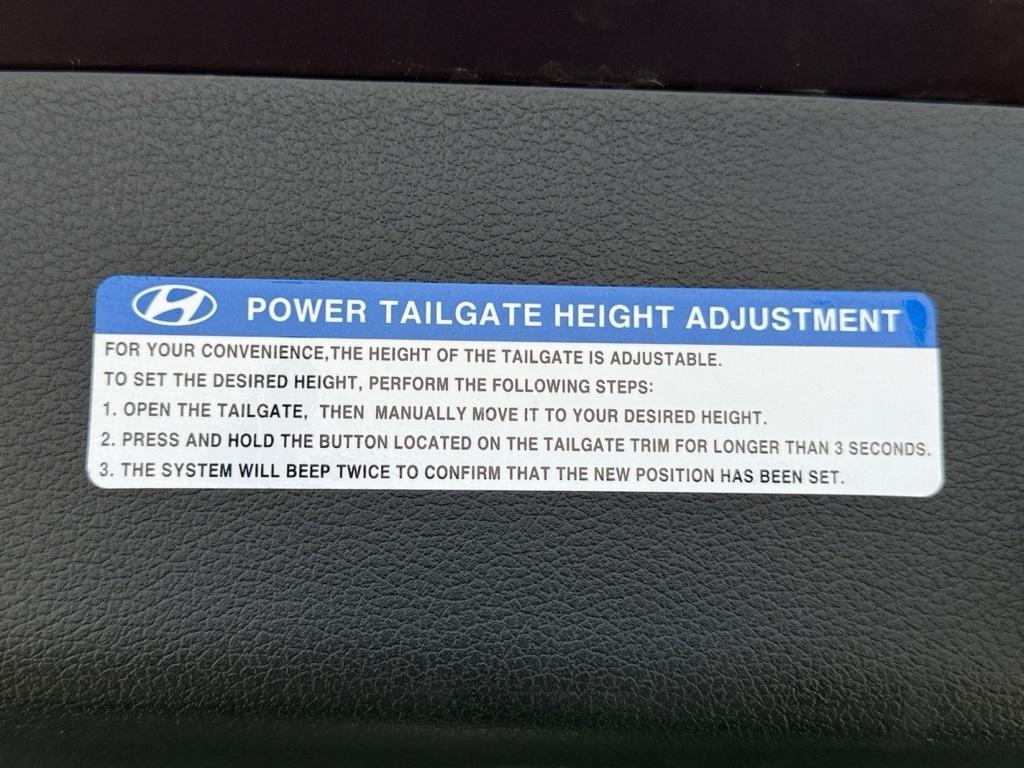 POWER TAILGATE HEIGHT ADJUSTMENT
FOR YOUR CONVENIENCE,THE HEIGHT OF THE TAILGATE IS ADJUSTABLE.
TO SET THE DESIRED HEIGHT, PERFORM THE FOLLOWING STEPS:
1. OPEN THE TAILGATE, THEN MANUALLY MOVE IT TO YOUR DESIRED HEIGHT.
2. PRESS AND HOLD THE BUTTON LOCATED ON THE TAILGATE TRIM FOR LONGER THAN 3 SECONDS.
3. THE SYSTEM WILL BEEP TWICE TO CONFIRM THAT THE NEW POSITION HAS BEEN SET.